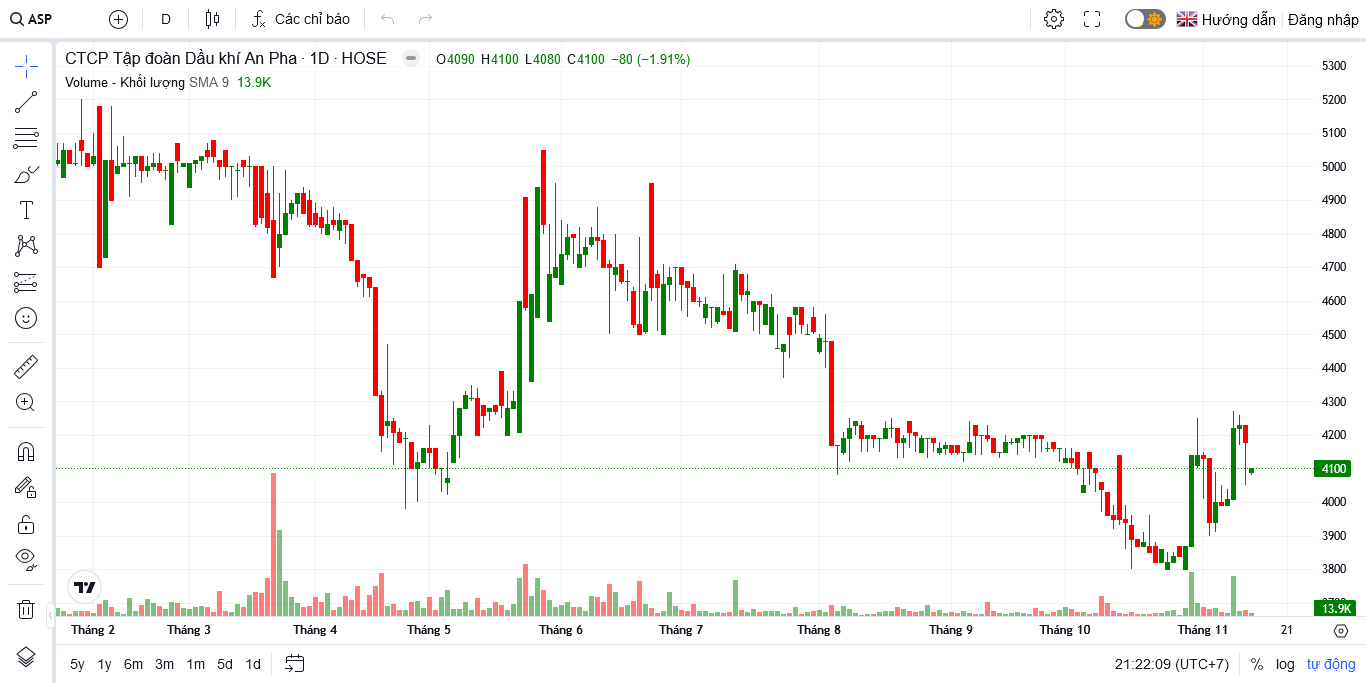 ASP D Các chỉ báo Hướng dẫn Đăng nhập
CTCP Tập đoàn Dầu khí An Pha · 1D · HOSE O4090 H4100 L4080 C4100 −80 (−1.91%)
Volume - Khối lượng SMA 9 13.9K
5300
5200
5100
5000
4900
4800
4700
4600
4500
4400
4300
4200
4100
4000
3900
3800
13.9K
Tháng 2 Tháng 3 Tháng 4 Tháng 5 Tháng 6 Tháng 7 Tháng 8 Tháng 9 Tháng 10 Tháng 11 21
5y 1y 6m 3m 1m 5d 1d 21:22:09 (UTC+7) % log tự động